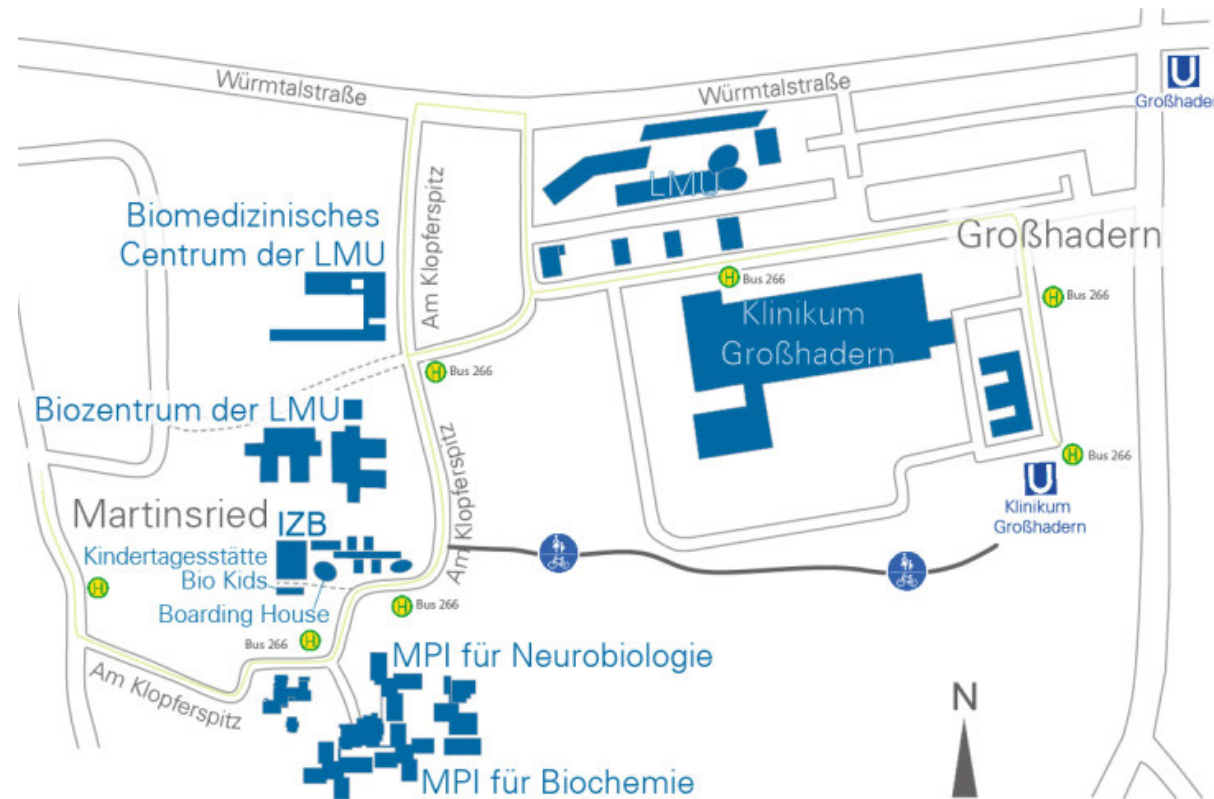 Würmtalstraße
Würmtalstraße
U
Großhade
Am Klopferspitz
LMU
Biomedizinisches
Centrum der LMU
Großhadern
H Bus 266
H Bus 266
Klinikum
Großhadern
H Bus 266
Biozentrum der LMU
Am Klopferspitz
H Bus 266
U
Klinikum
Großhadern
Martinsried
IZB
Kindertagesstätte
Bio Kids
H
Boarding House
H Bus 266
Bus 266 H
MPI für Neurobiologie
Am Klopferspitz
N
MPI für Biochemie